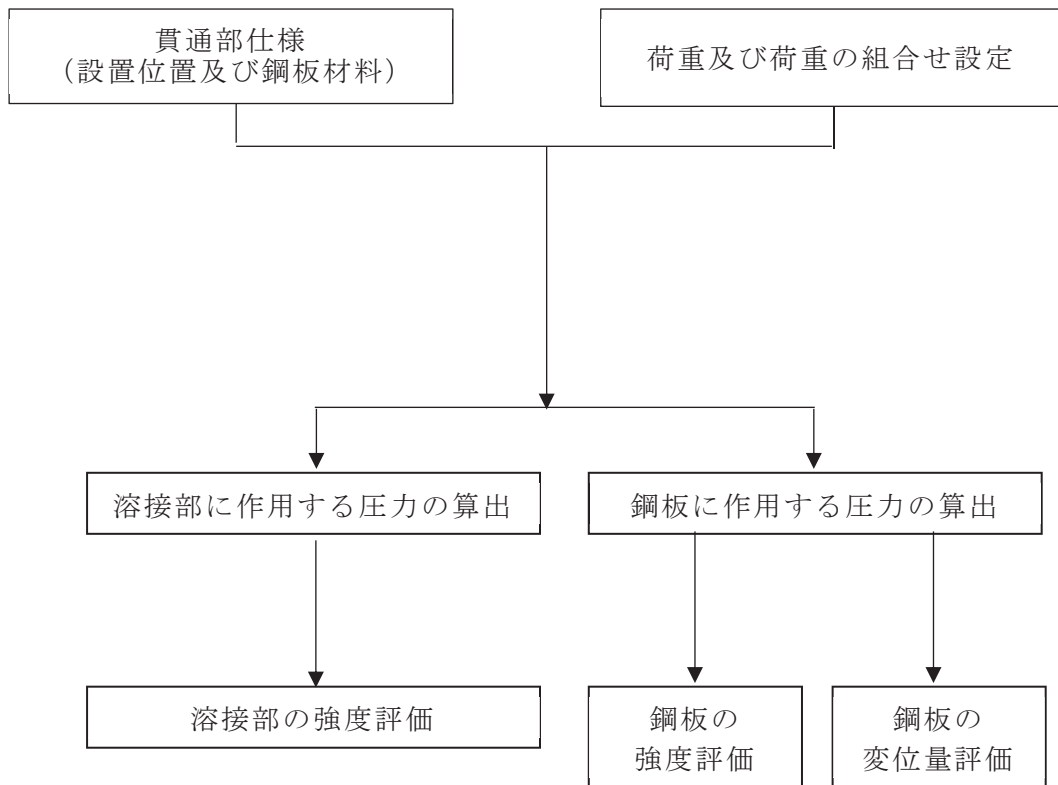 貫通部仕様
（設置位置及び鋼板材料）
荷重及び荷重の組合せ設定
溶接部に作用する圧力の算出
鋼板に作用する圧力の算出
溶接部の強度評価
鋼板の
強度評価
鋼板の
変位量評価